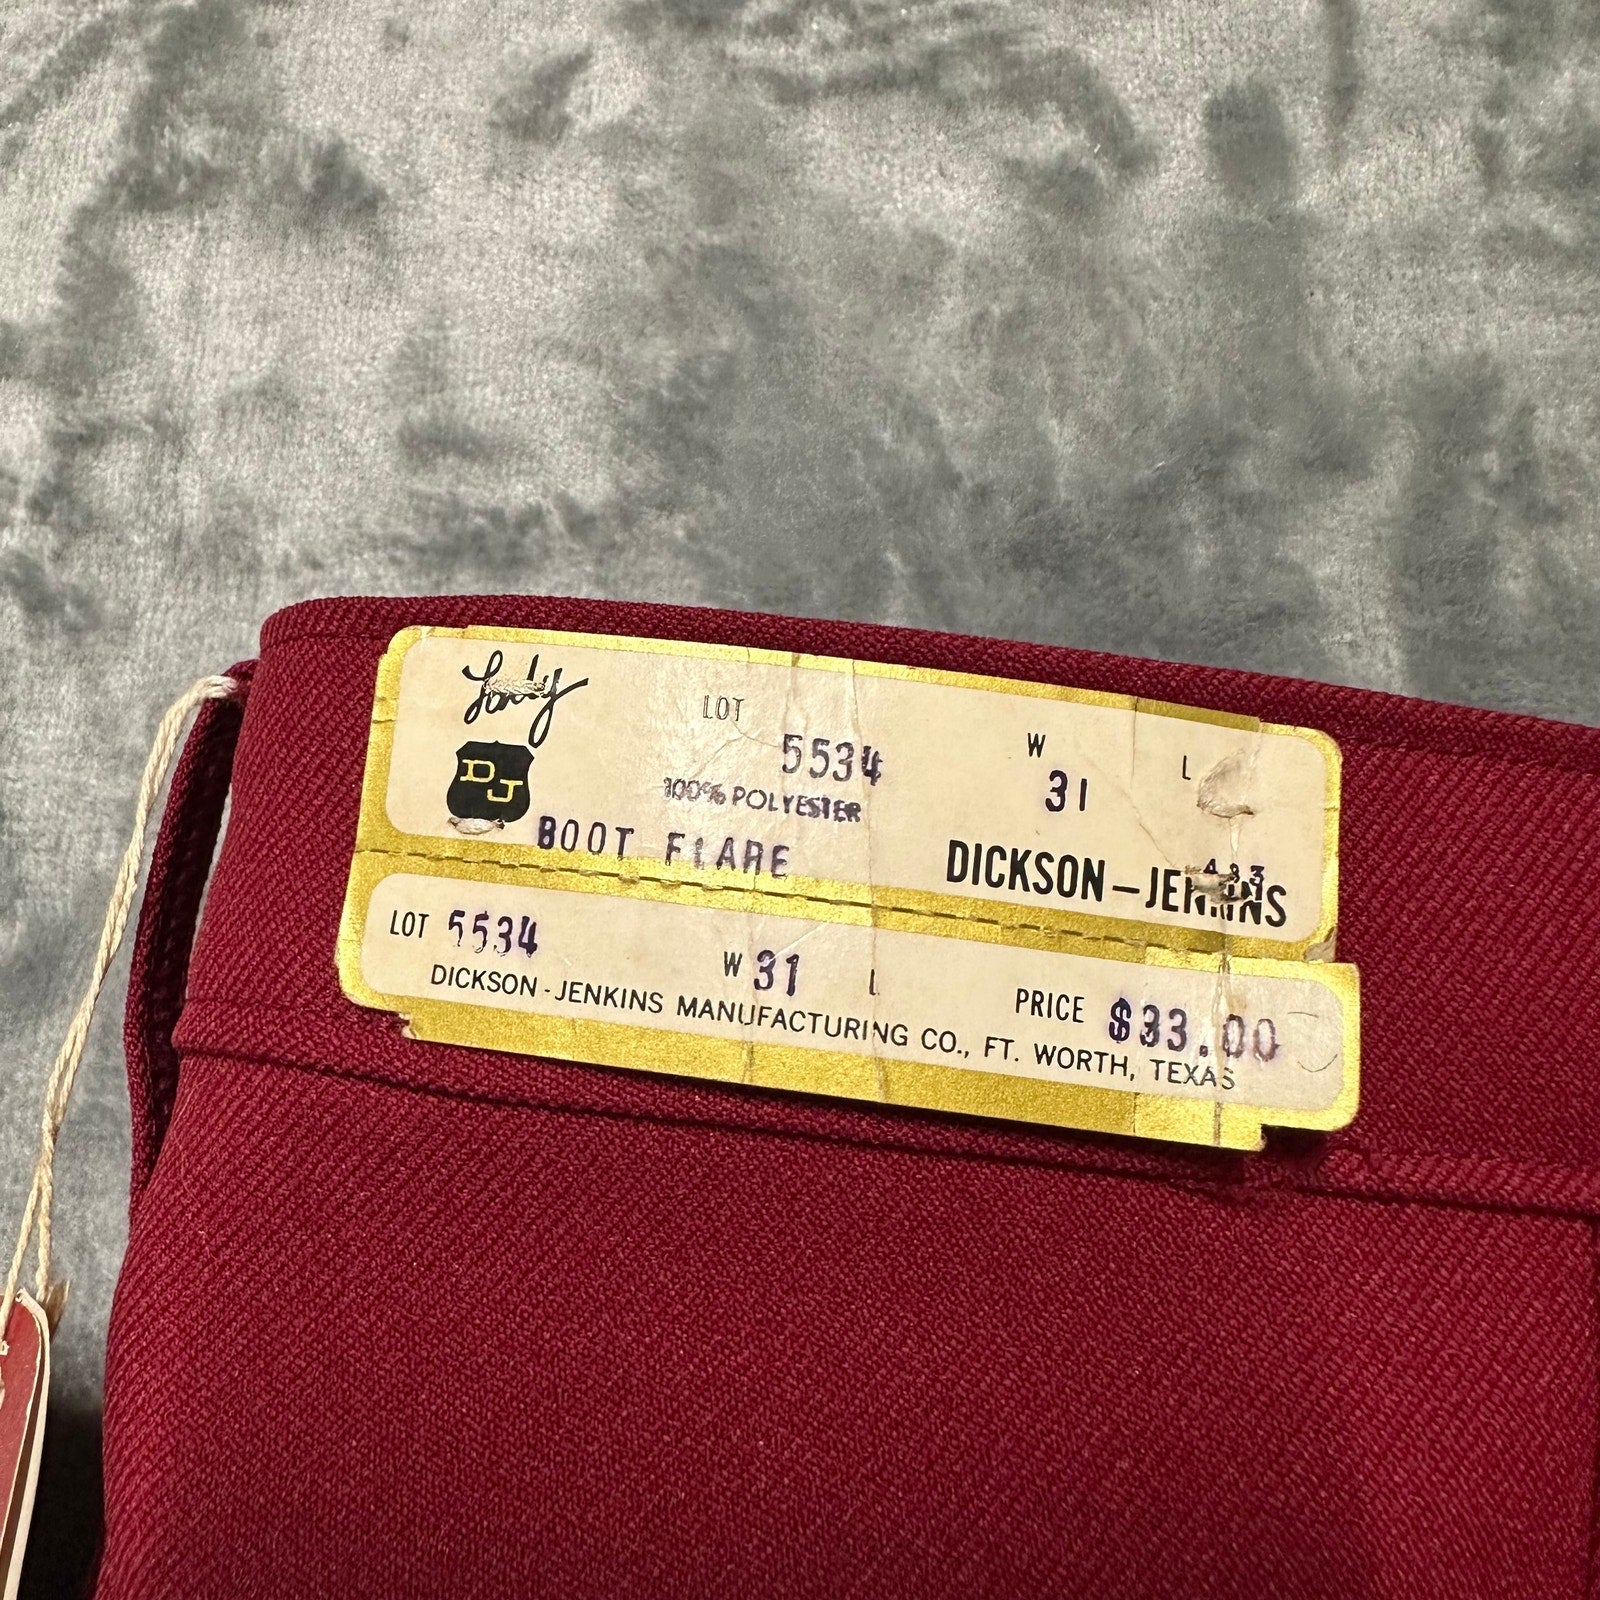 Lady
DJ
LOT 5534 W 31 L
100% POLYESTER
BOOT FLARE
DICKSON-JENKINS
483
LOT 5534 W 31 L PRICE $33.00
DICKSON-JENKINS MANUFACTURING CO., FT. WORTH, TEXAS